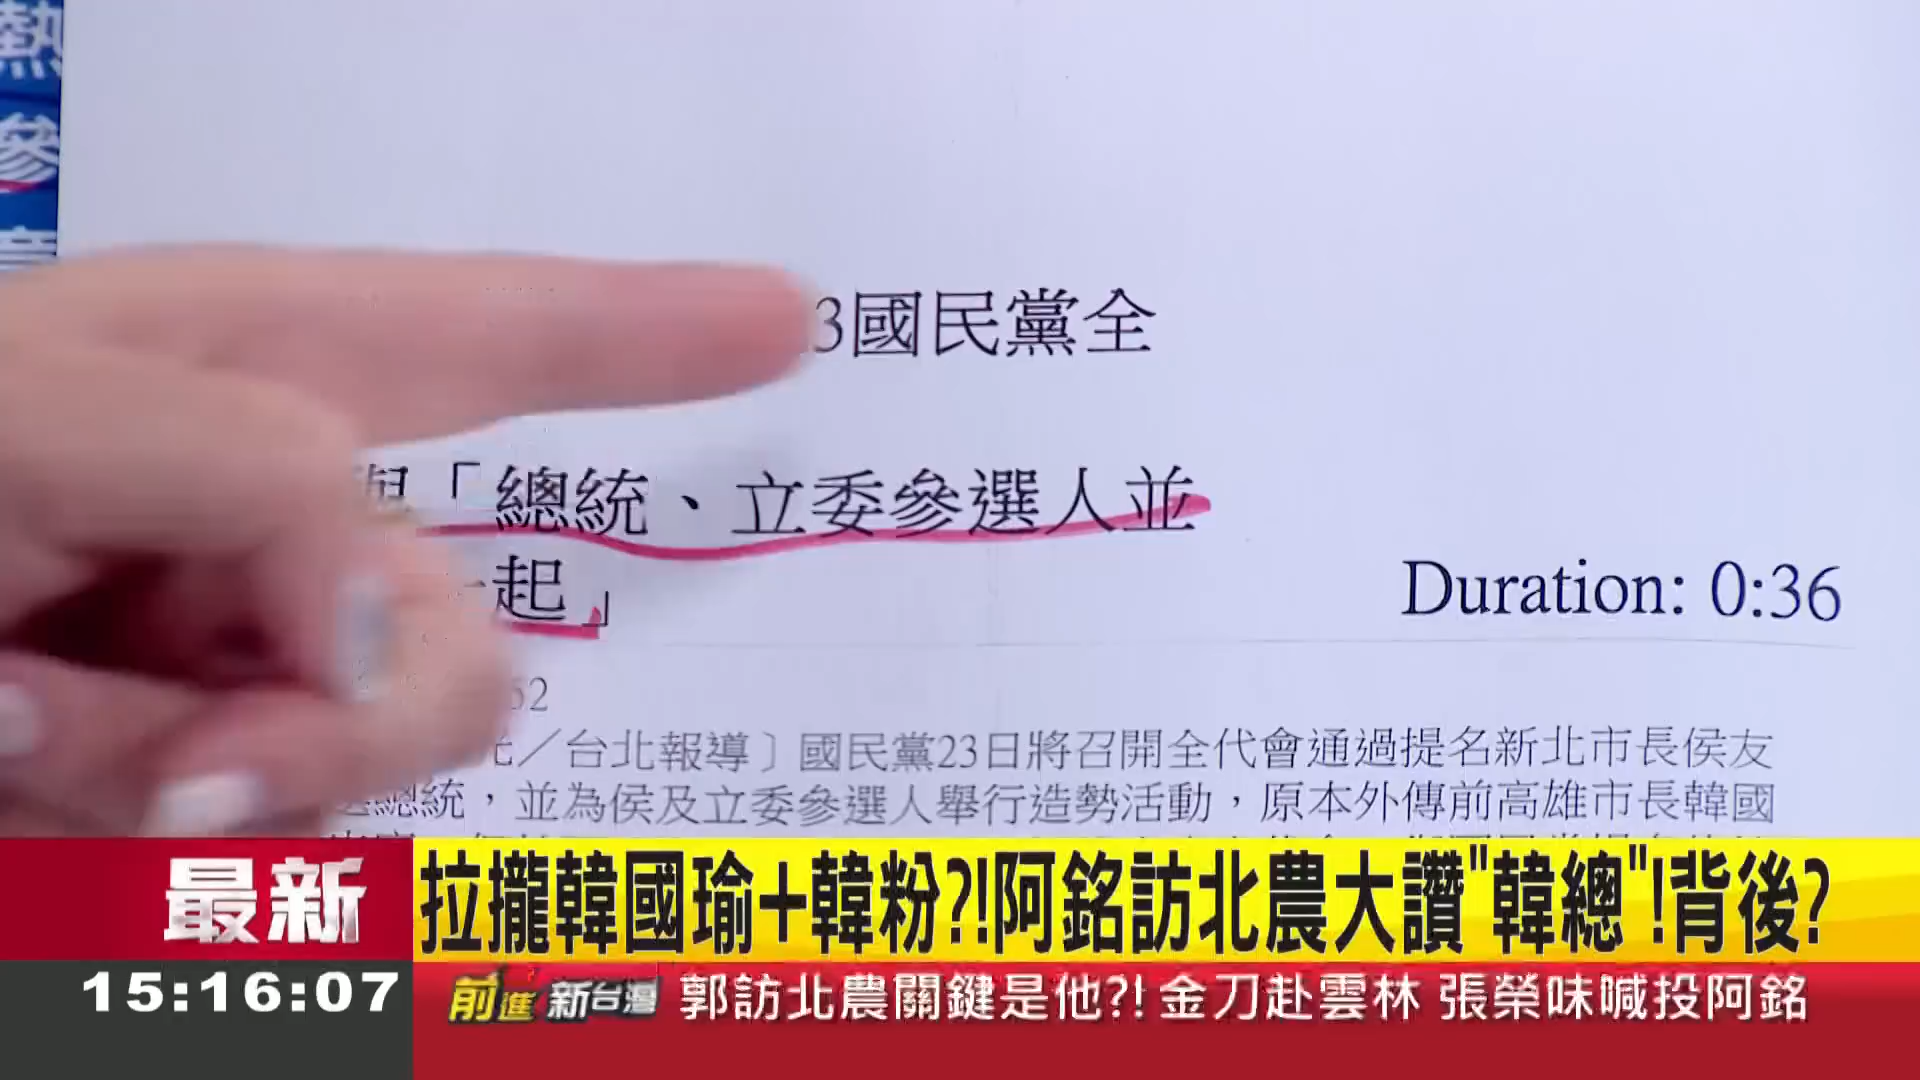 熱
參
3國民黨全
與「總統、立委參選人並
一起」
Duration: 0:36
52
／台北報導〕國民黨23日將召開全代會通過提名新北市長侯友
選總統，並為侯及立委參選人舉行造勢活動，原本外傳前高雄市長韓國
最新
拉攏韓國瑜+韓粉?!阿銘訪北農大讚"韓總"!背後?
15:16:07
前進新台灣
郭訪北農關鍵是他?! 金刀赴雲林 張榮味喊投阿銘